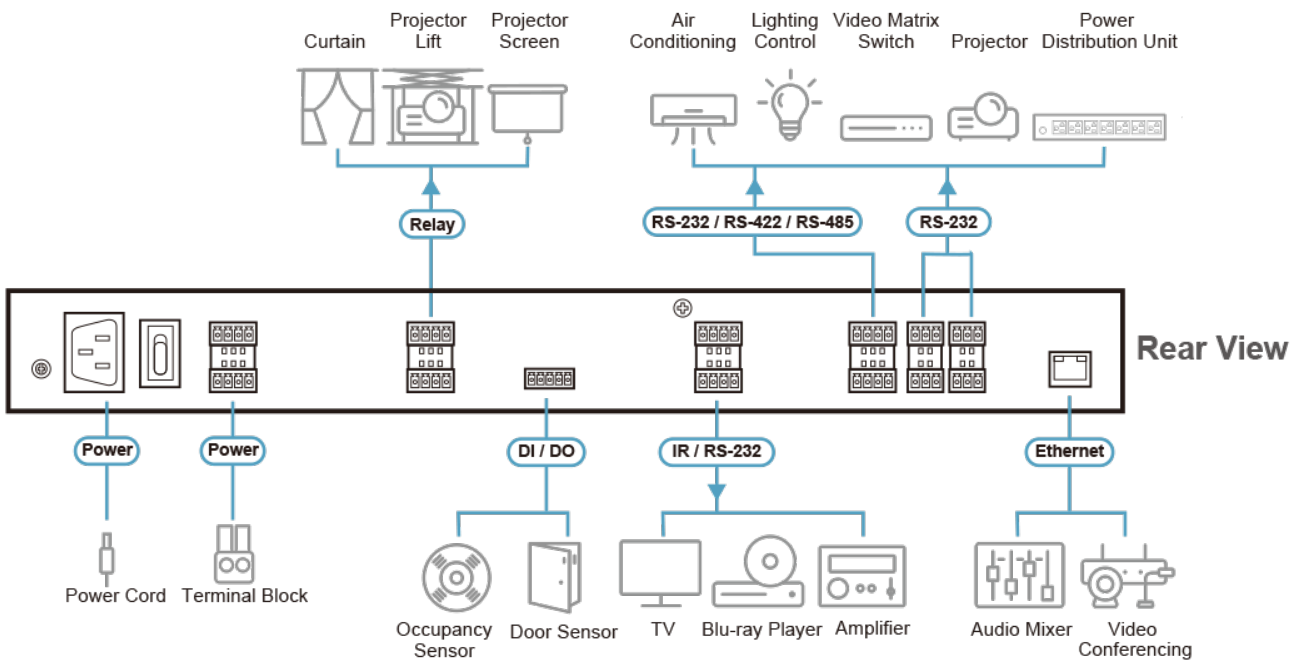 Curtain
Projector
Lift
Projector
Screen
Air
Conditioning
Lighting
Control
Video Matrix
Switch
Projector
Power
Distribution Unit
Relay
RS-232 / RS-422 / RS-485
RS-232
Rear View
Power
Power
DI / DO
IR / RS-232
Ethernet
Power Cord
Terminal Block
Occupancy
Sensor
Door Sensor
TV
Blu-ray Player
Amplifier
Audio Mixer
Video
Conferencing